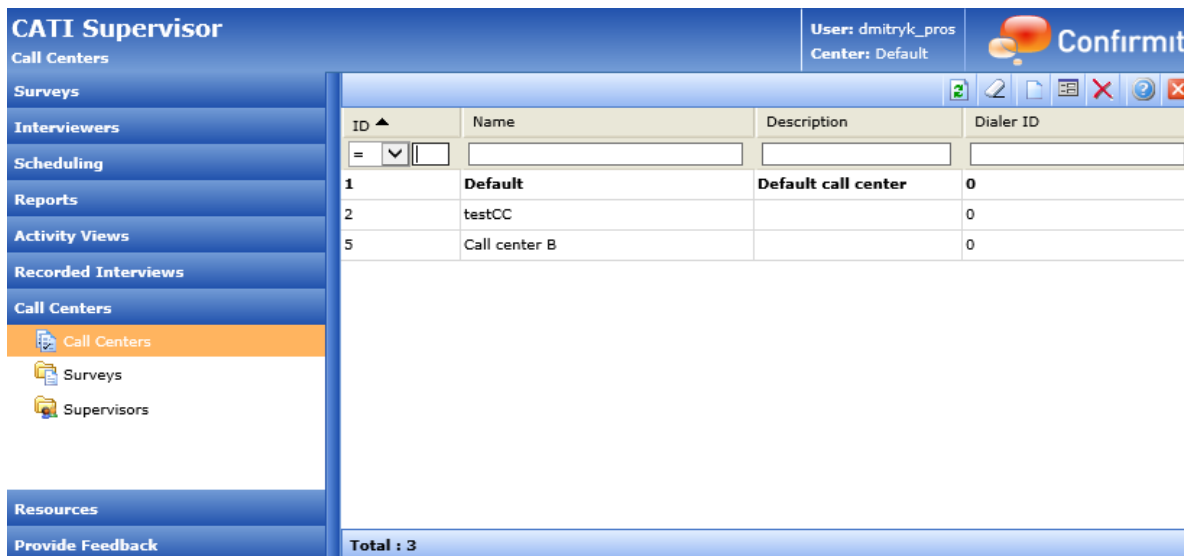 CATI Supervisor
Call Centers
User: dmitryk_pros
Center: Default
Confirmit
Surveys
Interviewers
Scheduling
Reports
Activity Views
Recorded Interviews
Call Centers
Call Centers
Surveys
Supervisors
Resources
Provide Feedback
ID Name Description Dialer ID
=
1 Default Default call center 0
2 testCC 0
5 Call center B 0
Total : 3